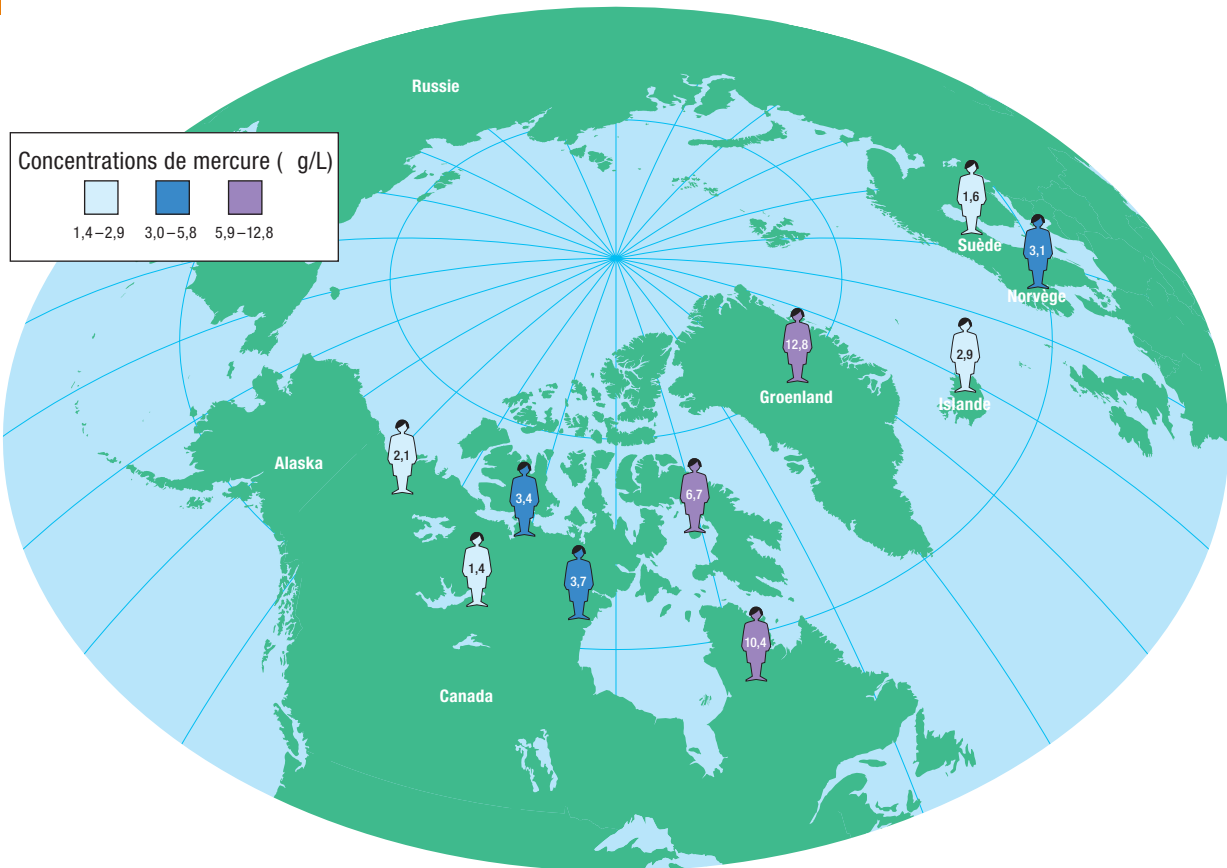 Russie
Concentrations de mercure ( g/L)
1,4–2,9 3,0–5,8 5,9–12,8
1,6
Suède
3,1
Norvège
12,8
Groenland
2,9
Islande
Alaska
2,1
3,4
6,7
1,4
3,7
10,4
Canada